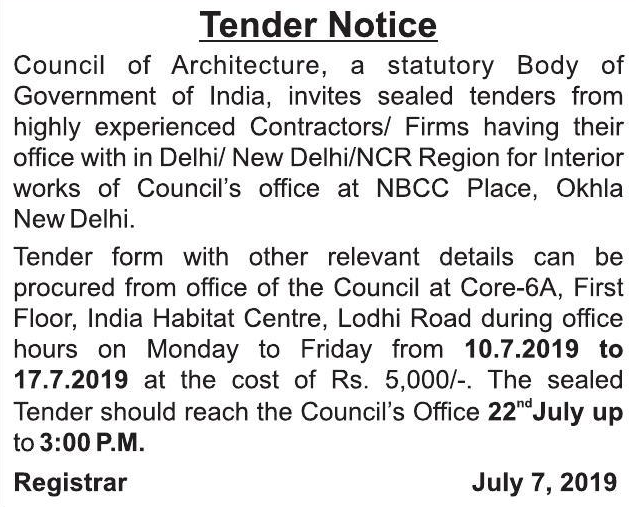 Tender Notice
Council of Architecture, a statutory Body of
Government of India, invites sealed tenders from
highly experienced Contractors/ Firms having their
office with in Delhi/ New Delhi/NCR Region for Interior
works of Council's office at NBCC Place, Okhla
New Delhi.
Tender form with other relevant details can be
procured from office of the Council at Core-6A, First
Floor, India Habitat Centre, Lodhi Road during office
hours on Monday to Friday from 10.7.2019 to
17.7.2019 at the cost of Rs. 5,000/-. The sealed
Tender should reach the Council's Office 22nd July up
to 3:00 P.M.
Registrar July 7, 2019